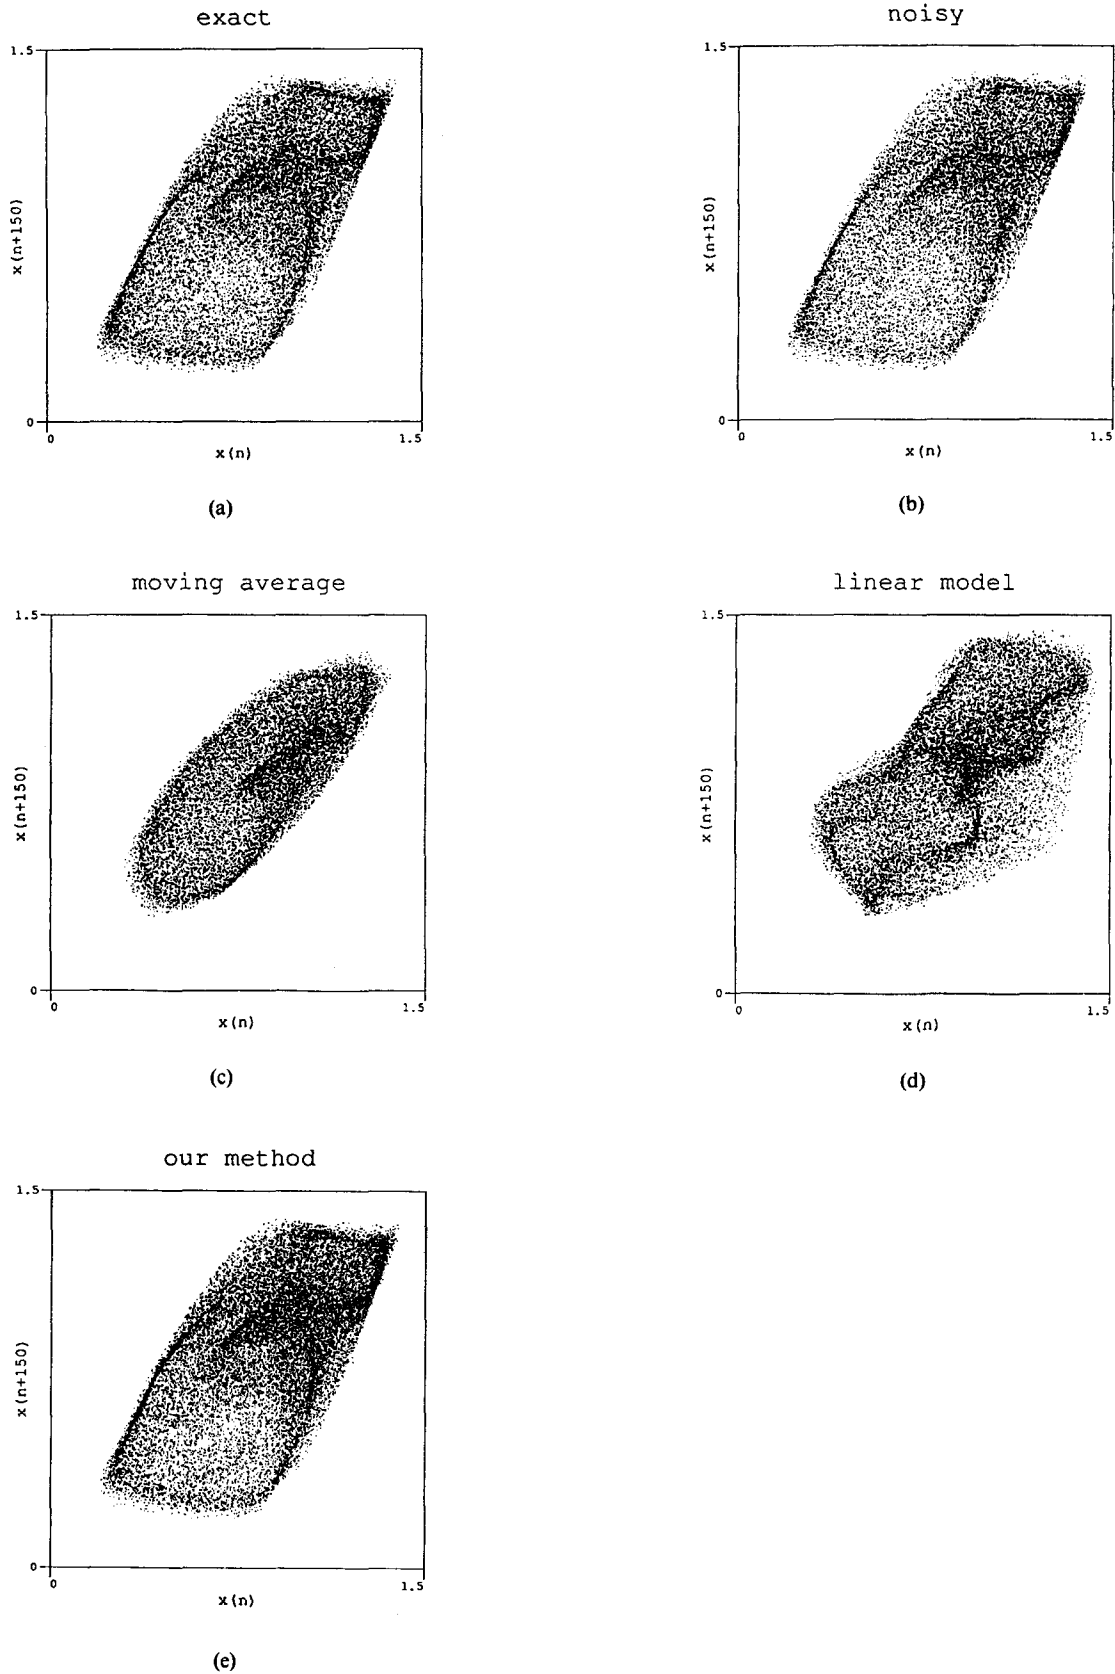 exact
1.5
x(n+150)
0
0
1.5
x(n)
(a)
noisy
1.5
x(n+150)
0
0
1.5
x(n)
(b)
moving average
1.5
x(n+150)
0
0
1.5
x(n)
(c)
linear model
1.5
x(n+150)
0
0
1.5
x(n)
(d)
our method
1.5
x(n+150)
0
0
1.5
x(n)
(e)